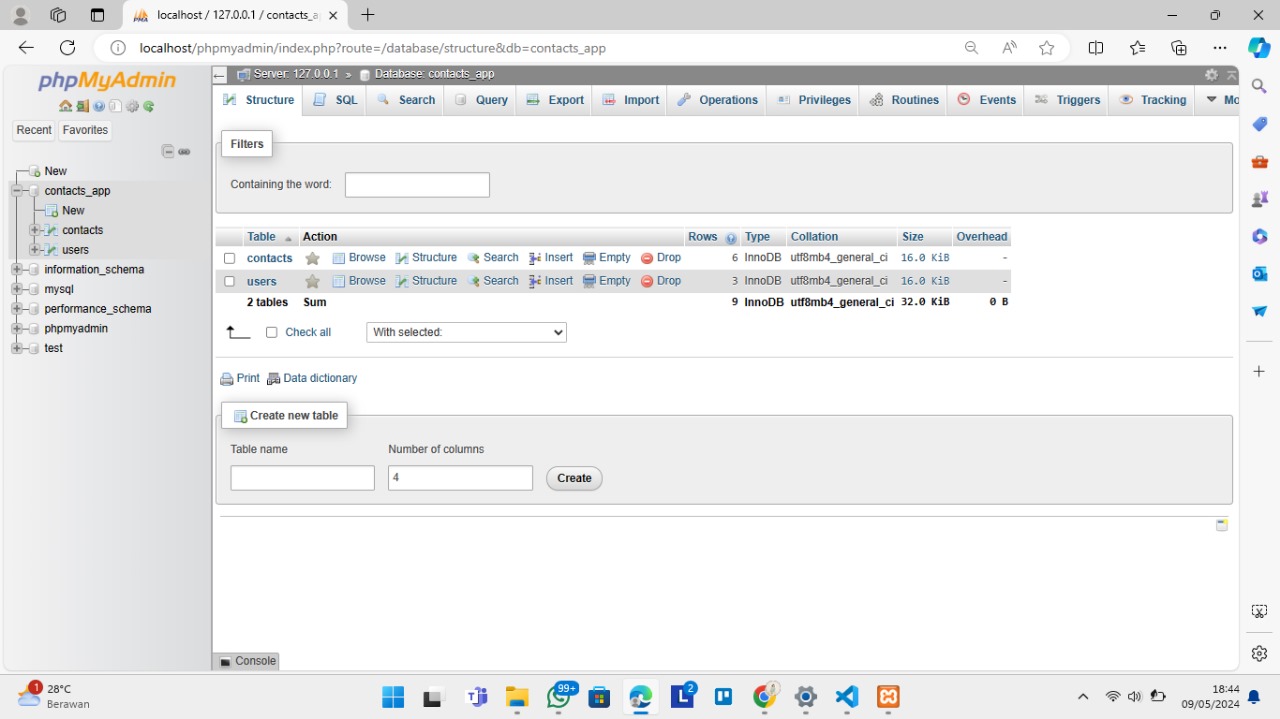 localhost / 127.0.0.1 / contacts_a
localhost/phpmyadmin/index.php?route=/database/structure&db=contacts_app
phpMyAdmin
Recent
Favorites
New
contacts_app
New
contacts
users
information_schema
mysql
performance_schema
phpmyadmin
test
Server: 127.0.0.1 » Database: contacts_app
Structure SQL Search Query Export Import Operations Privileges Routines Events Triggers Tracking Mo
Filters
Containing the word:
Table Action Rows Type Collation Size Overhead
contacts Browse Structure Search Insert Empty Drop 6 InnoDB utf8mb4_general_ci 16.0 KiB -
users Browse Structure Search Insert Empty Drop 3 InnoDB utf8mb4_general_ci 16.0 KiB -
2 tables Sum 9 InnoDB utf8mb4_general_ci 32.0 KiB 0 B
Check all With selected:
Print Data dictionary
Create new table
Table name Number of columns
4 Create
Console
1 28°C
Berawan
99+
2
18:44
09/05/2024